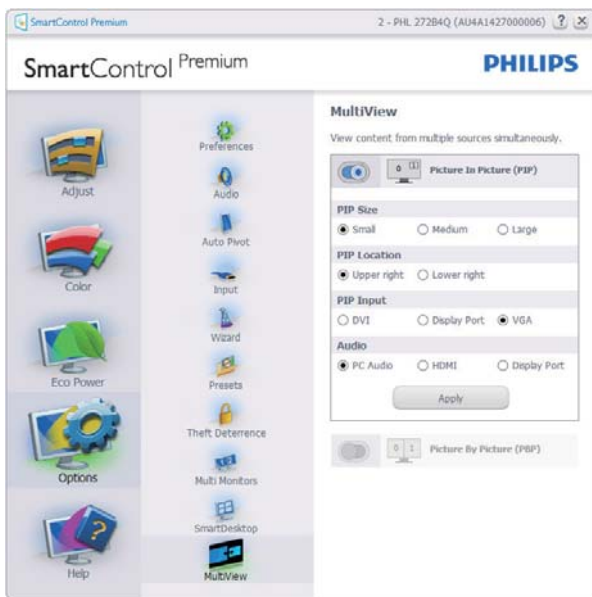 SmartControl Premium
2 - PHL 272B4Q (AU4A1427000006) ? X
SmartControl Premium
PHILIPS
Adjust
Color
Eco Power
Options
Help
Preferences
Audio
Auto Pivot
Input
Wizard
Presets
Theft Deterrence
Multi Monitors
SmartDesktop
MultiView
MultiView
View content from multiple sources simultaneously.
Picture In Picture (PIP)
PIP Size
Small Medium Large
PIP Location
Upper right Lower right
PIP Input
DVI Display Port VGA
Audio
PC Audio HDMI Display Port
Apply
0 1 Picture By Picture (PBP)